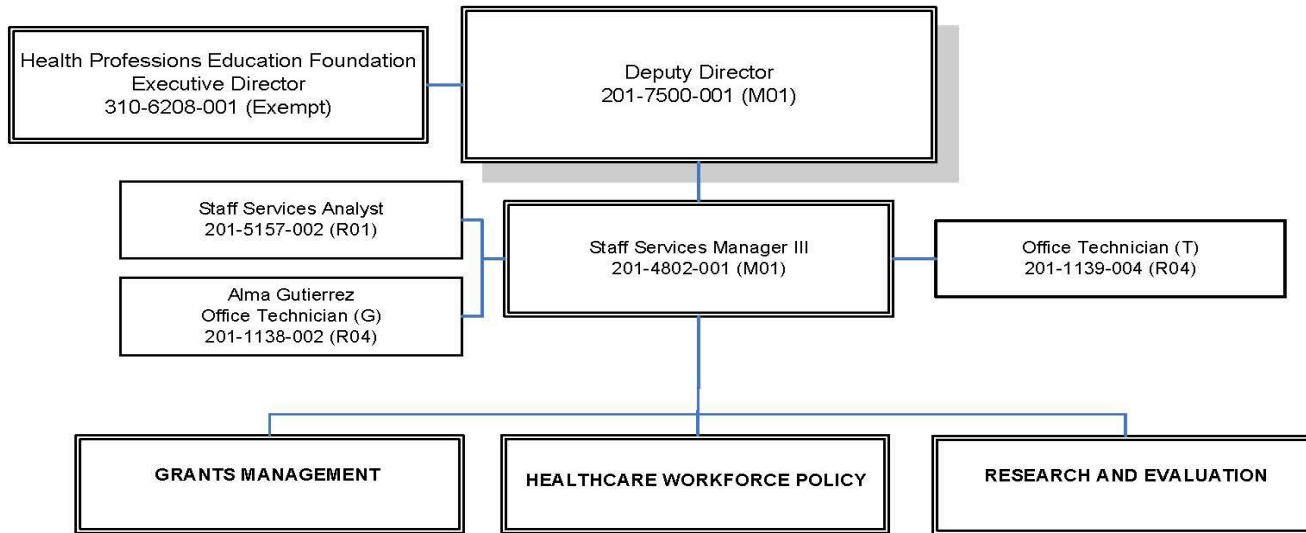 Health Professions Education Foundation
Executive Director
310-6208-001 (Exempt)
Deputy Director
201-7500-001 (M01)
Staff Services Analyst
201-5157-002 (R01)
Alma Gutierrez
Office Technician (G)
201-1138-002 (R04)
Staff Services Manager III
201-4802-001 (M01)
Office Technician (T)
201-1139-004 (R04)
GRANTS MANAGEMENT
HEALTHCARE WORKFORCE POLICY
RESEARCH AND EVALUATION